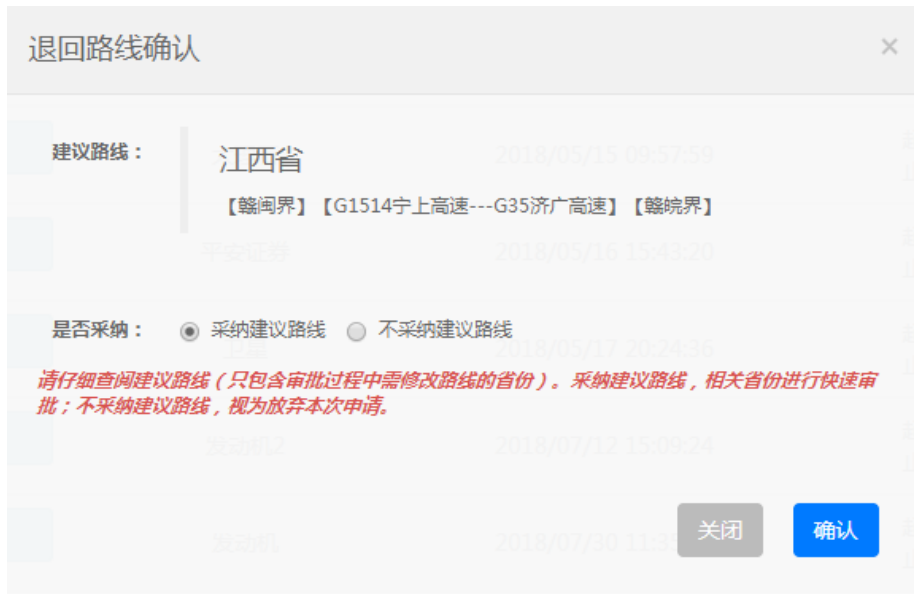 退回路线确认 ×
建议路线：
江西省
2018/05/15 09:57:59
【赣闽界】【G1514宁上高速---G35济广高速】【赣皖界】
平安证券 2018/05/16 15:43:20
是否采纳： 采纳建议路线 不采纳建议路线
卫星 2018/05/17 20:24:36
请仔细查阅建议路线（只包含审批过程中需修改路线的省份）。采纳建议路线，相关省份进行快速审
批；不采纳建议路线，视为放弃本次申请。
发动机2 2018/07/12 15:09:24
关闭 确认
发动机 2018/07/30 11:3